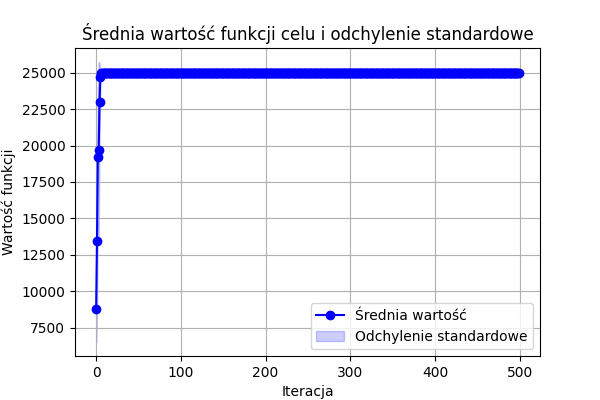 Średnia wartość funkcji celu i odchylenie standardowe
Wartość funkcji
25000
22500
20000
17500
15000
12500
10000
7500
0 100 200 300 400 500
Iteracja
Średnia wartość
Odchylenie standardowe